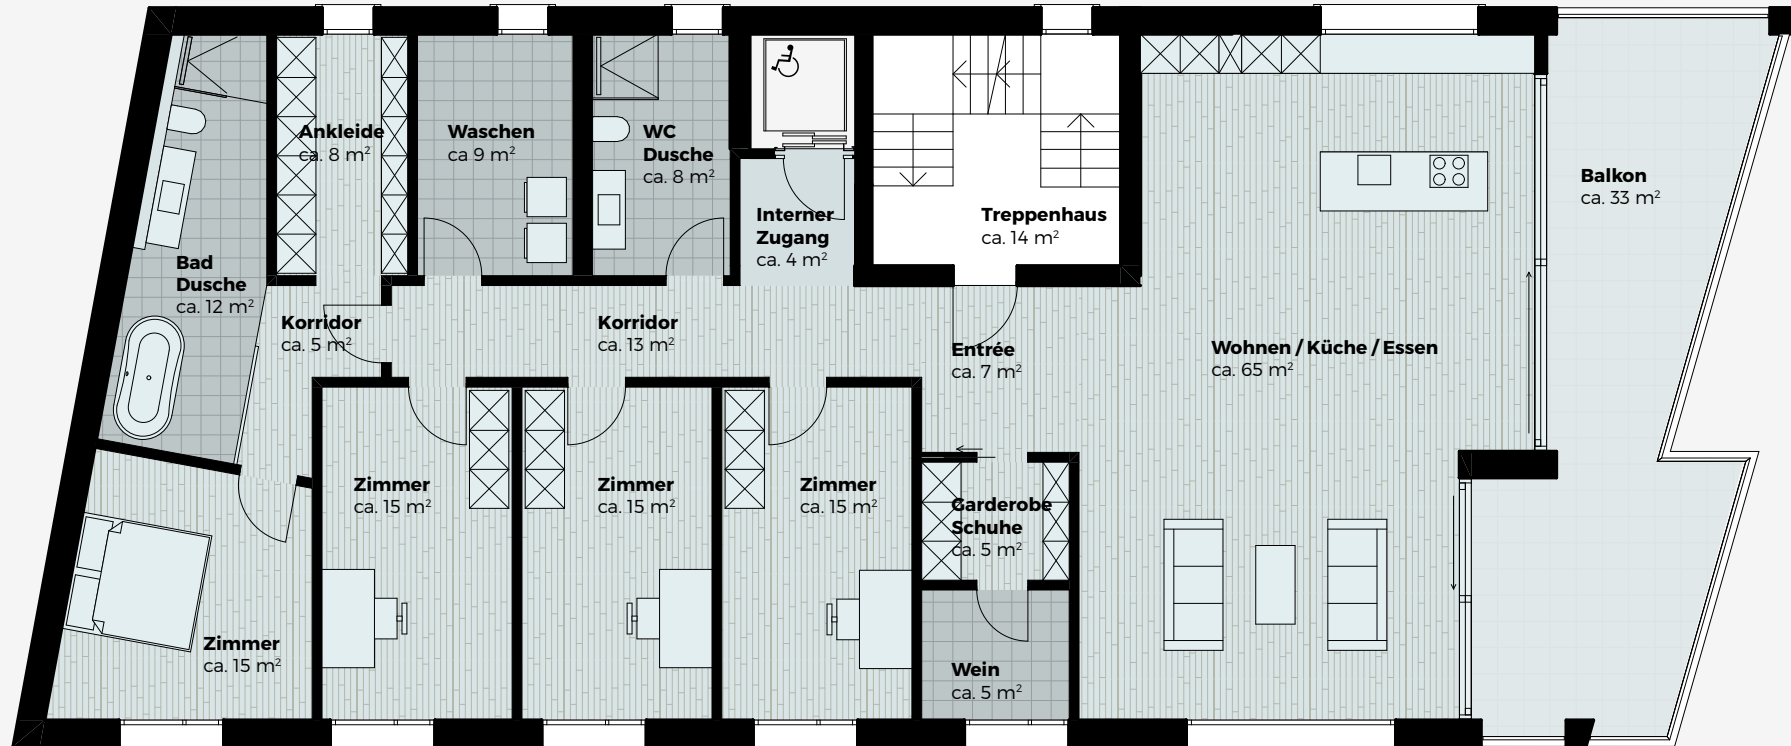 Ankleide
ca. 8 m²
Waschen
ca 9 m²
WC
Dusche
ca. 8 m²
Interner
Zugang
ca. 4 m²
Treppenhaus
ca. 14 m²
Balkon
ca. 33 m²
Bad
Dusche
ca. 12 m²
Korridor
ca. 5 m²
Korridor
ca. 13 m²
Entrée
ca. 7 m²
Wohnen / Küche / Essen
ca. 65 m²
Zimmer
ca. 15 m²
Zimmer
ca. 15 m²
Zimmer
ca. 15 m²
Garderobe
Schuhe
ca. 5 m²
Zimmer
ca. 15 m²
Wein
ca. 5 m²